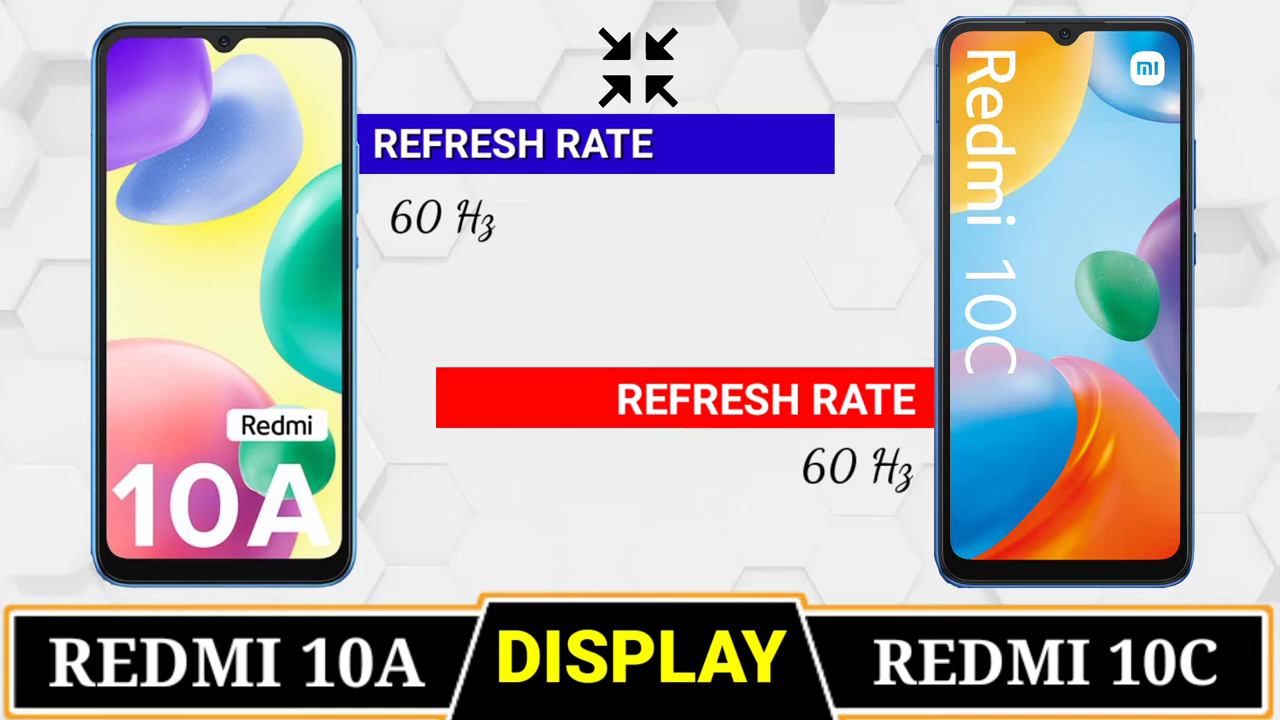 REFRESH RATE
60 Hz
Redmi
10A
mi
Redmi 10C
REFRESH RATE
60 Hz
REDMI 10A
DISPLAY
REDMI 10C